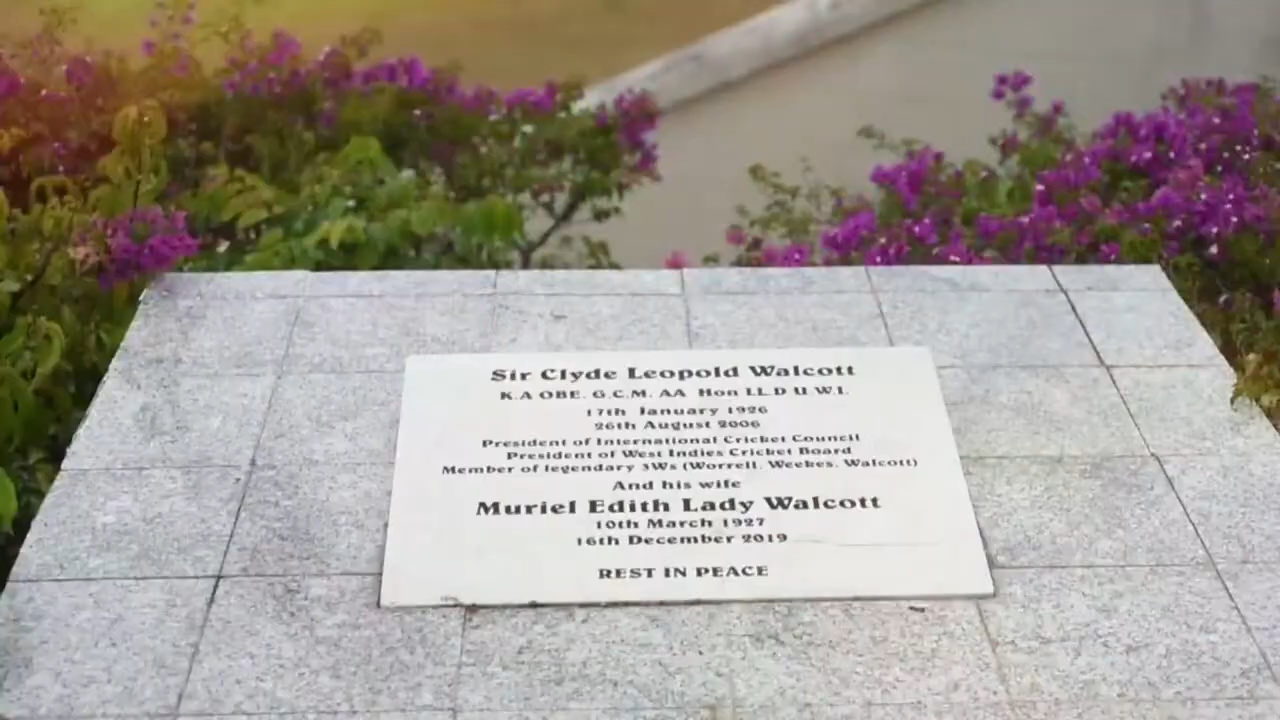 Sir Clyde Leopold Walcott
K.A OBE. G.C.M. AA Hon LL.D U.W.I.
17th January 1926
26th August 2006
President of International Cricket Council
President of West Indies Cricket Board
Member of legendary 3Ws (Worrell, Weekes, Walcott)
And his wife
Muriel Edith Lady Walcott
10th March 1927
16th December 2019
REST IN PEACE